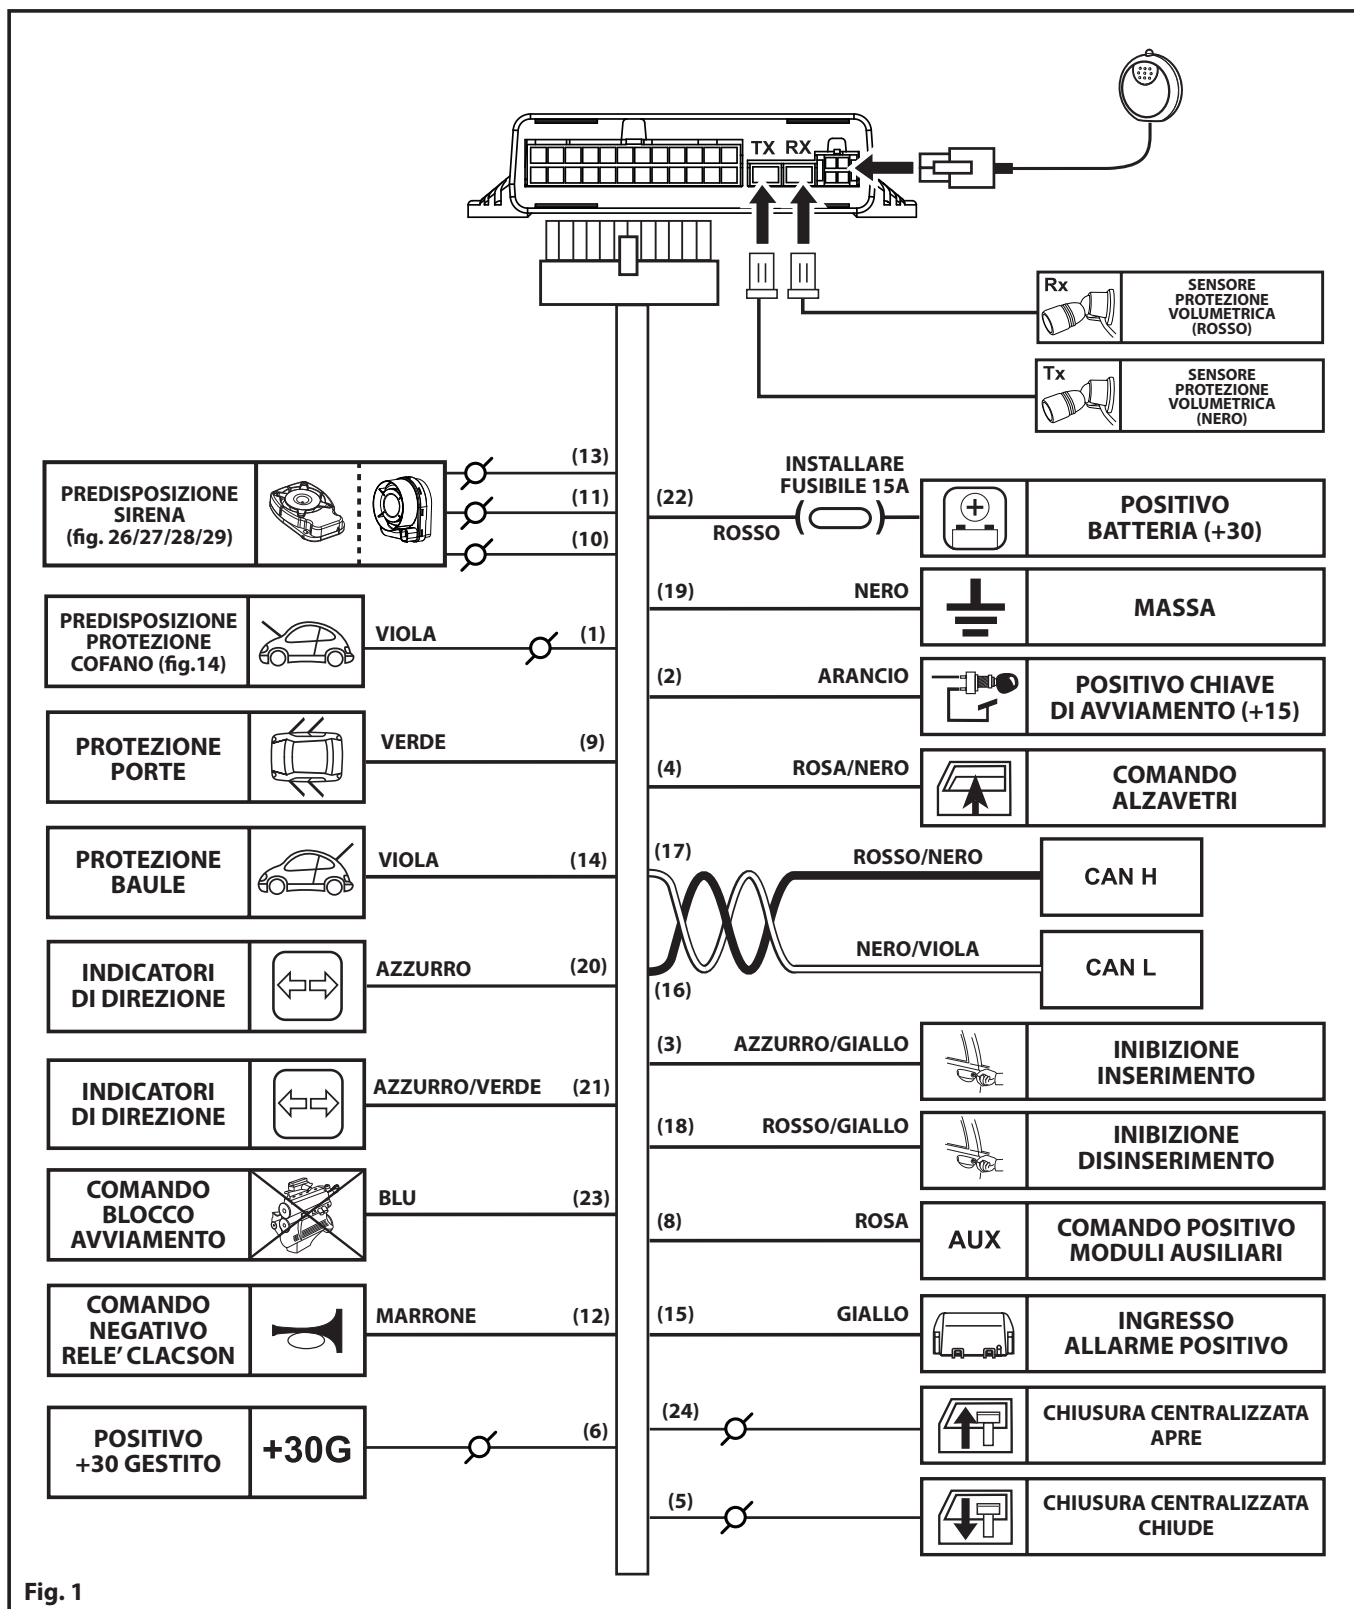 TX RX
Rx
SENSORE
PROTEZIONE
VOLUMETRICA
(ROSSO)
Tx
SENSORE
PROTEZIONE
VOLUMETRICA
(NERO)
PREDISPOSIZIONE
SIRENA
(fig. 26/27/28/29)
(13)
(11)
(10)
PREDISPOSIZIONE
PROTEZIONE
COFANO (fig.14)
VIOLA
(1)
PROTEZIONE
PORTE
VERDE
(9)
PROTEZIONE
BAULE
VIOLA
(14)
INDICATORI
DI DIREZIONE
AZZURRO
(20)
INDICATORI
DI DIREZIONE
AZZURRO/VERDE
(21)
COMANDO
BLOCCO
AVVIAMENTO
BLU
(23)
COMANDO
NEGATIVO
RELE’ CLACSON
MARRONE
(12)
POSITIVO
+30 GESTITO
+30G
(6)
(22)
ROSSO
INSTALLARE
FUSIBILE 15A
POSITIVO
BATTERIA (+30)
(19)
NERO
MASSA
(2)
ARANCIO
POSITIVO CHIAVE
DI AVVIAMENTO (+15)
(4)
ROSA/NERO
COMANDO
ALZAVETRI
(17)
ROSSO/NERO
CAN H
(16)
NERO/VIOLA
CAN L
(3)
AZZURRO/GIALLO
INIBIZIONE
INSERIMENTO
(18)
ROSSO/GIALLO
INIBIZIONE
DISINSERIMENTO
(8)
ROSA
AUX
COMANDO POSITIVO
MODULI AUSILIARI
(15)
GIALLO
INGRESSO
ALLARME POSITIVO
(24)
CHIUSURA CENTRALIZZATA
APRE
(5)
CHIUSURA CENTRALIZZATA
CHIUDE
Fig. 1